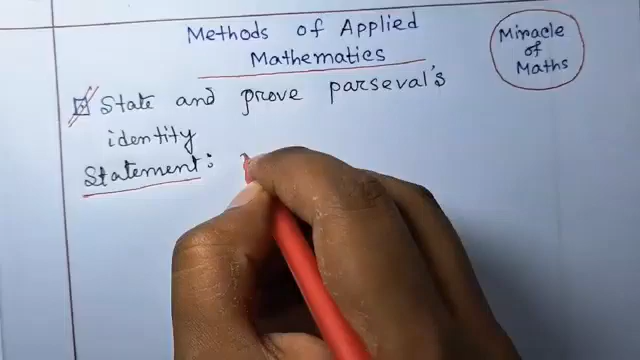 Methods of Applied
Mathematics
Miracle
of
Maths
State and prove parseval's
identity
Statement: